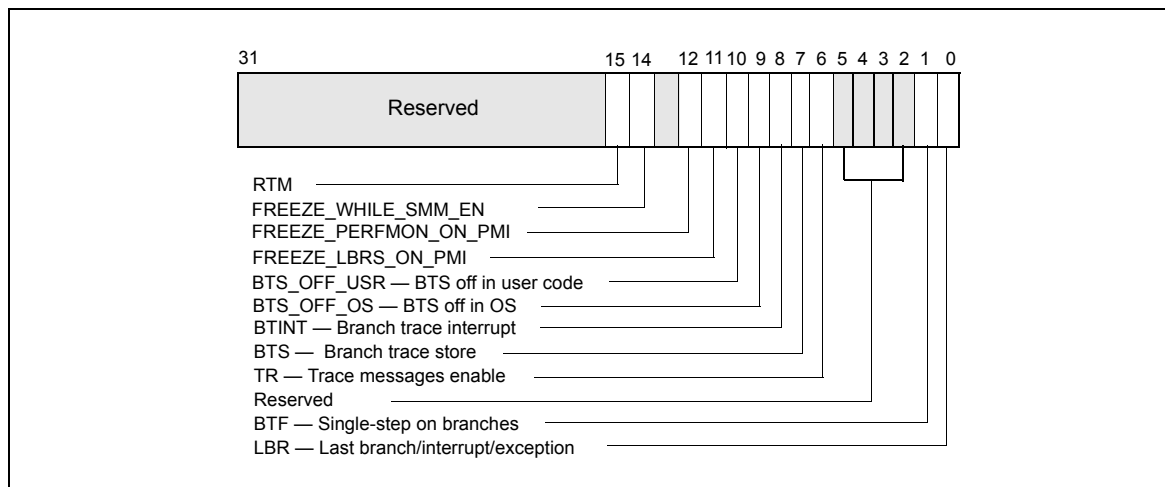 31 15 14 12 11 10 9 8 7 6 5 4 3 2 1 0
Reserved
RTM
FREEZE_WHILE_SMM_EN
FREEZE_PERFMON_ON_PMI
FREEZE_LBRS_ON_PMI
BTS_OFF_USR — BTS off in user code
BTS_OFF_OS — BTS off in OS
BTINT — Branch trace interrupt
BTS — Branch trace store
TR — Trace messages enable
Reserved
BTF — Single-step on branches
LBR — Last branch/interrupt/exception